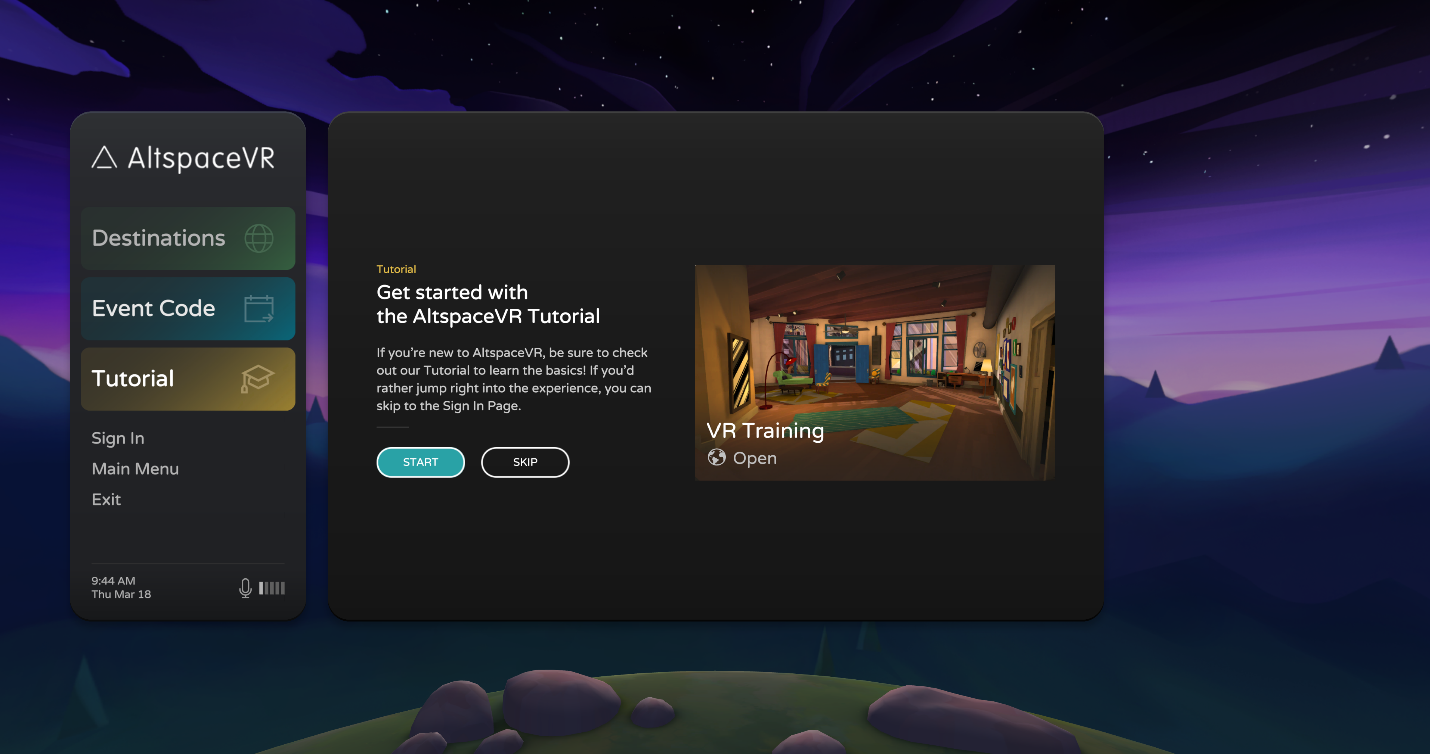 AltspaceVR
Destinations
Event Code
Tutorial
Sign In
Main Menu
Exit
9:44 AM
Thu Mar 18
Tutorial
Get started with
the AltspaceVR Tutorial
If you're new to AltspaceVR, be sure to check
out our Tutorial to learn the basics! If you'd
rather jump right into the experience, you can
skip to the Sign In Page.
START
SKIP
VR Training
Open